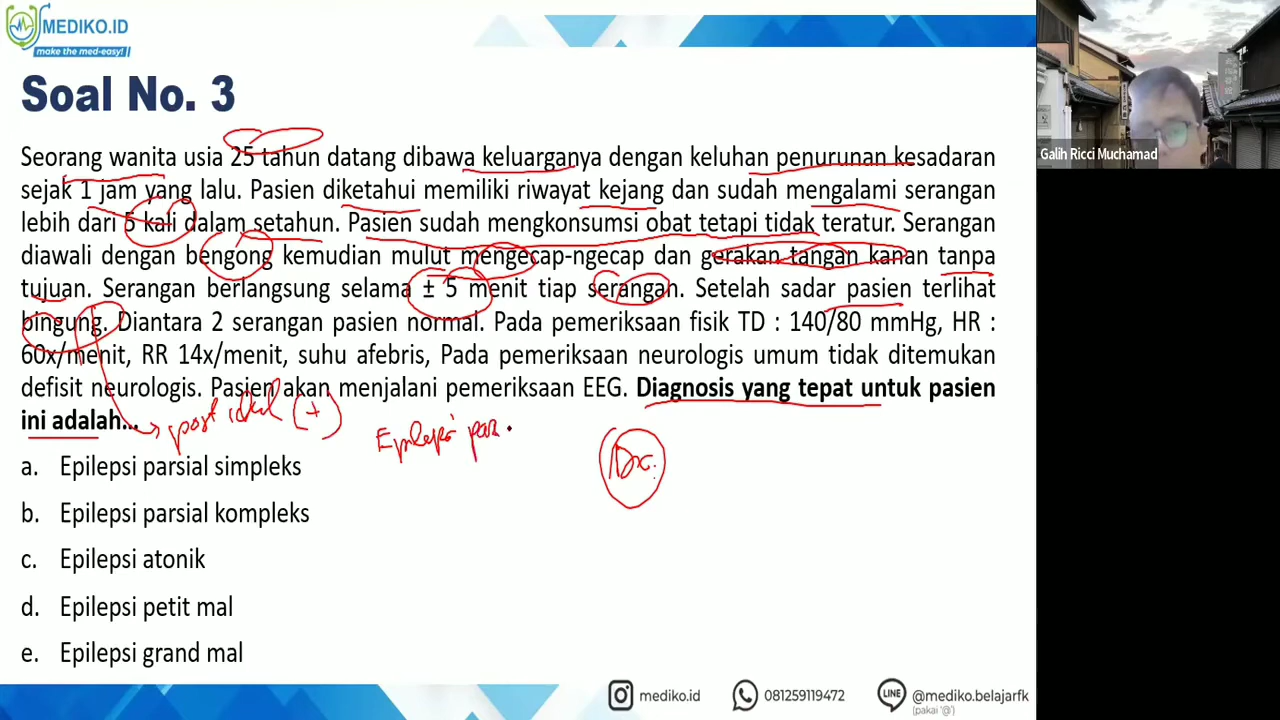 MEDIKO.ID
make the med-easy!
Soal No. 3
Galih Ricci Muchamad
Seorang wanita usia 25 tahun datang dibawa keluarganya dengan keluhan penurunan kesadaran
sejak 1 jam yang lalu. Pasien diketahui memiliki riwayat kejang dan sudah mengalami serangan
lebih dari 5 kali dalam setahun. Pasien sudah mengkonsumsi obat tetapi tidak teratur. Serangan
diawali dengan bengong kemudian mulut mengecap-ngecap dan gerakan tangan kanan tanpa
tujuan. Serangan berlangsung selama ± 5 menit tiap serangan. Setelah sadar pasien terlihat
bingung. Diantara 2 serangan pasien normal. Pada pemeriksaan fisik TD : 140/80 mmHg, HR :
60x/menit, RR 14x/menit, suhu afebris, Pada pemeriksaan neurologis umum tidak ditemukan
defisit neurologis. Pasien akan menjalani pemeriksaan EEG. Diagnosis yang tepat untuk pasien
ini adalah...
post iktal (+)
Epilepsi par
Dx.
a. Epilepsi parsial simpleks
b. Epilepsi parsial kompleks
c. Epilepsi atonik
d. Epilepsi petit mal
e. Epilepsi grand mal
mediko.id
081259119472
LINE
@mediko.belajarfk
(pakai '@')